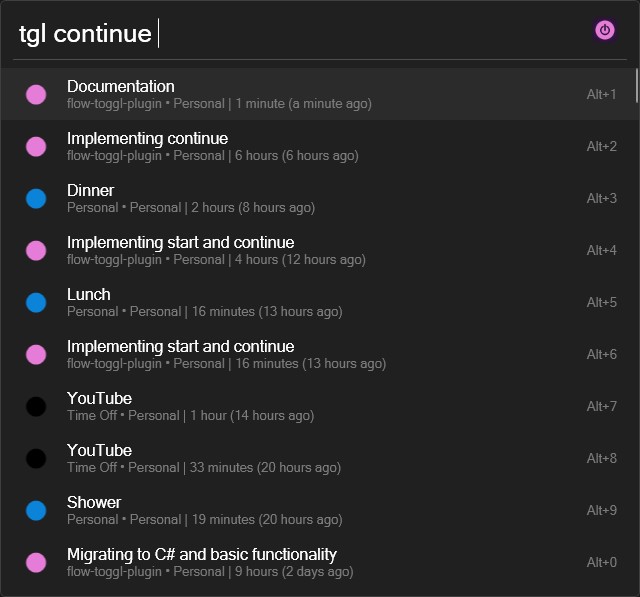 tgl continue
Documentation
flow-toggl-plugin • Personal | 1 minute (a minute ago)
Alt+1
Implementing continue
flow-toggl-plugin • Personal | 6 hours (6 hours ago)
Alt+2
Dinner
Personal • Personal | 2 hours (8 hours ago)
Alt+3
Implementing start and continue
flow-toggl-plugin • Personal | 4 hours (12 hours ago)
Alt+4
Lunch
Personal • Personal | 16 minutes (13 hours ago)
Alt+5
Implementing start and continue
flow-toggl-plugin • Personal | 16 minutes (13 hours ago)
Alt+6
YouTube
Time Off • Personal | 1 hour (14 hours ago)
Alt+7
YouTube
Time Off • Personal | 33 minutes (20 hours ago)
Alt+8
Shower
Personal • Personal | 19 minutes (20 hours ago)
Alt+9
Migrating to C# and basic functionality
flow-toggl-plugin • Personal | 9 hours (2 days ago)
Alt+0